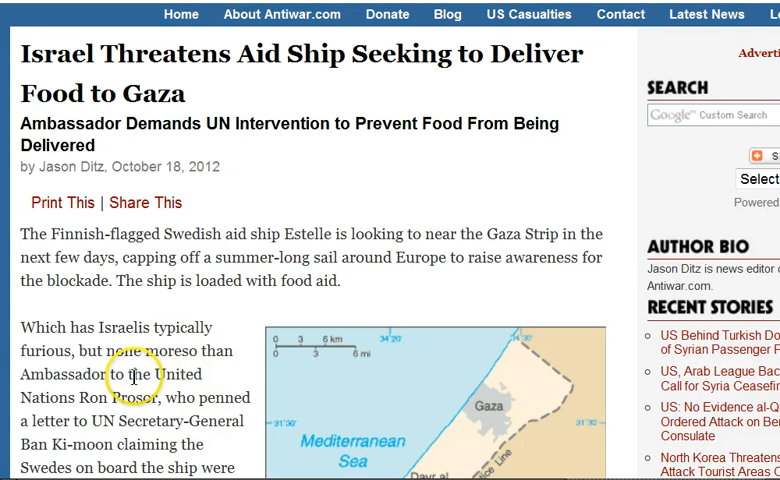 Home About Antiwar.com Donate Blog US Casualties Contact Latest News
Israel Threatens Aid Ship Seeking to Deliver
Food to Gaza
Ambassador Demands UN Intervention to Prevent Food From Being
Delivered
by Jason Ditz, October 18, 2012
Print This | Share This
The Finnish-flagged Swedish aid ship Estelle is looking to near the Gaza Strip in the
next few days, capping off a summer-long sail around Europe to raise awareness for
the blockade. The ship is loaded with food aid.
Which has Israelis typically
furious, but none moreso than
Ambassador to the United
Nations Ron Prosor, who penned
a letter to UN Secretary-General
Ban Ki-moon claiming the
Swedes on board the ship were
0 3 6 km
0 3 6 mi
34°20' 34°30'
31°30' 31°30'
Gaza
Mediterranean
Sea
SEARCH
Google™ Custom Search
Select
Powered
AUTHOR BIO
Jason Ditz is news editor
Antiwar.com.
RECENT STORIES
US Behind Turkish
of Syrian Passenger
US, Arab League
Call for Syria
US: No Evidence
Ordered Attack on
Consulate
North Korea Threatens
Attack Tourist Areas